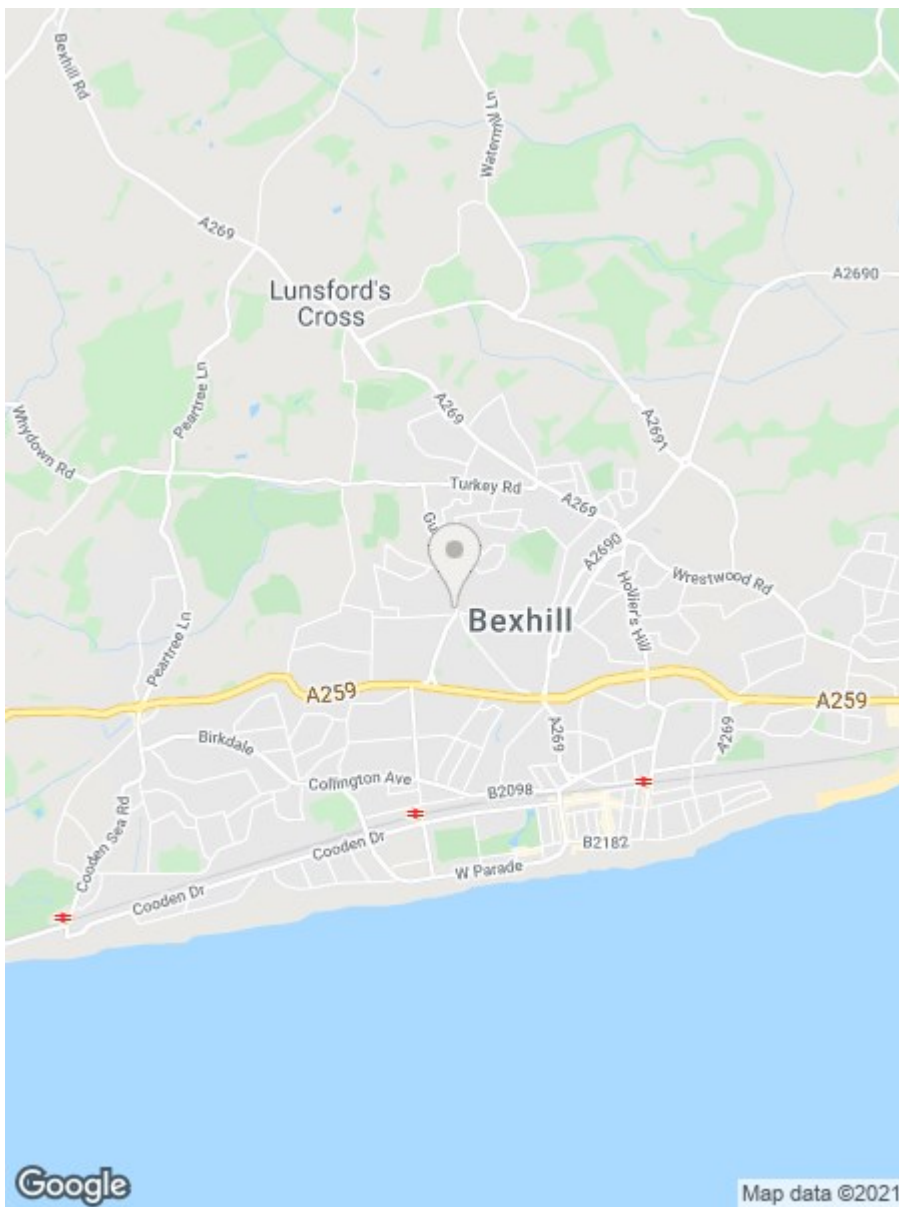 Bexhill Rd
Watermill Ln
A269
A2690
Lunsford's
Cross
Peartree Ln
A269
A2691
Whydown Rd
Turkey Rd
A269
Gu
A2690
Wrestwood Rd
Hollier's Hill
Bexhill
Peartree Ln
A259
A259
Birkdale
A269
A269
Collington Ave
B2098
Cooden Sea Rd
Cooden Dr
B2182
W Parade
Cooden Dr
Google
Map data ©2021